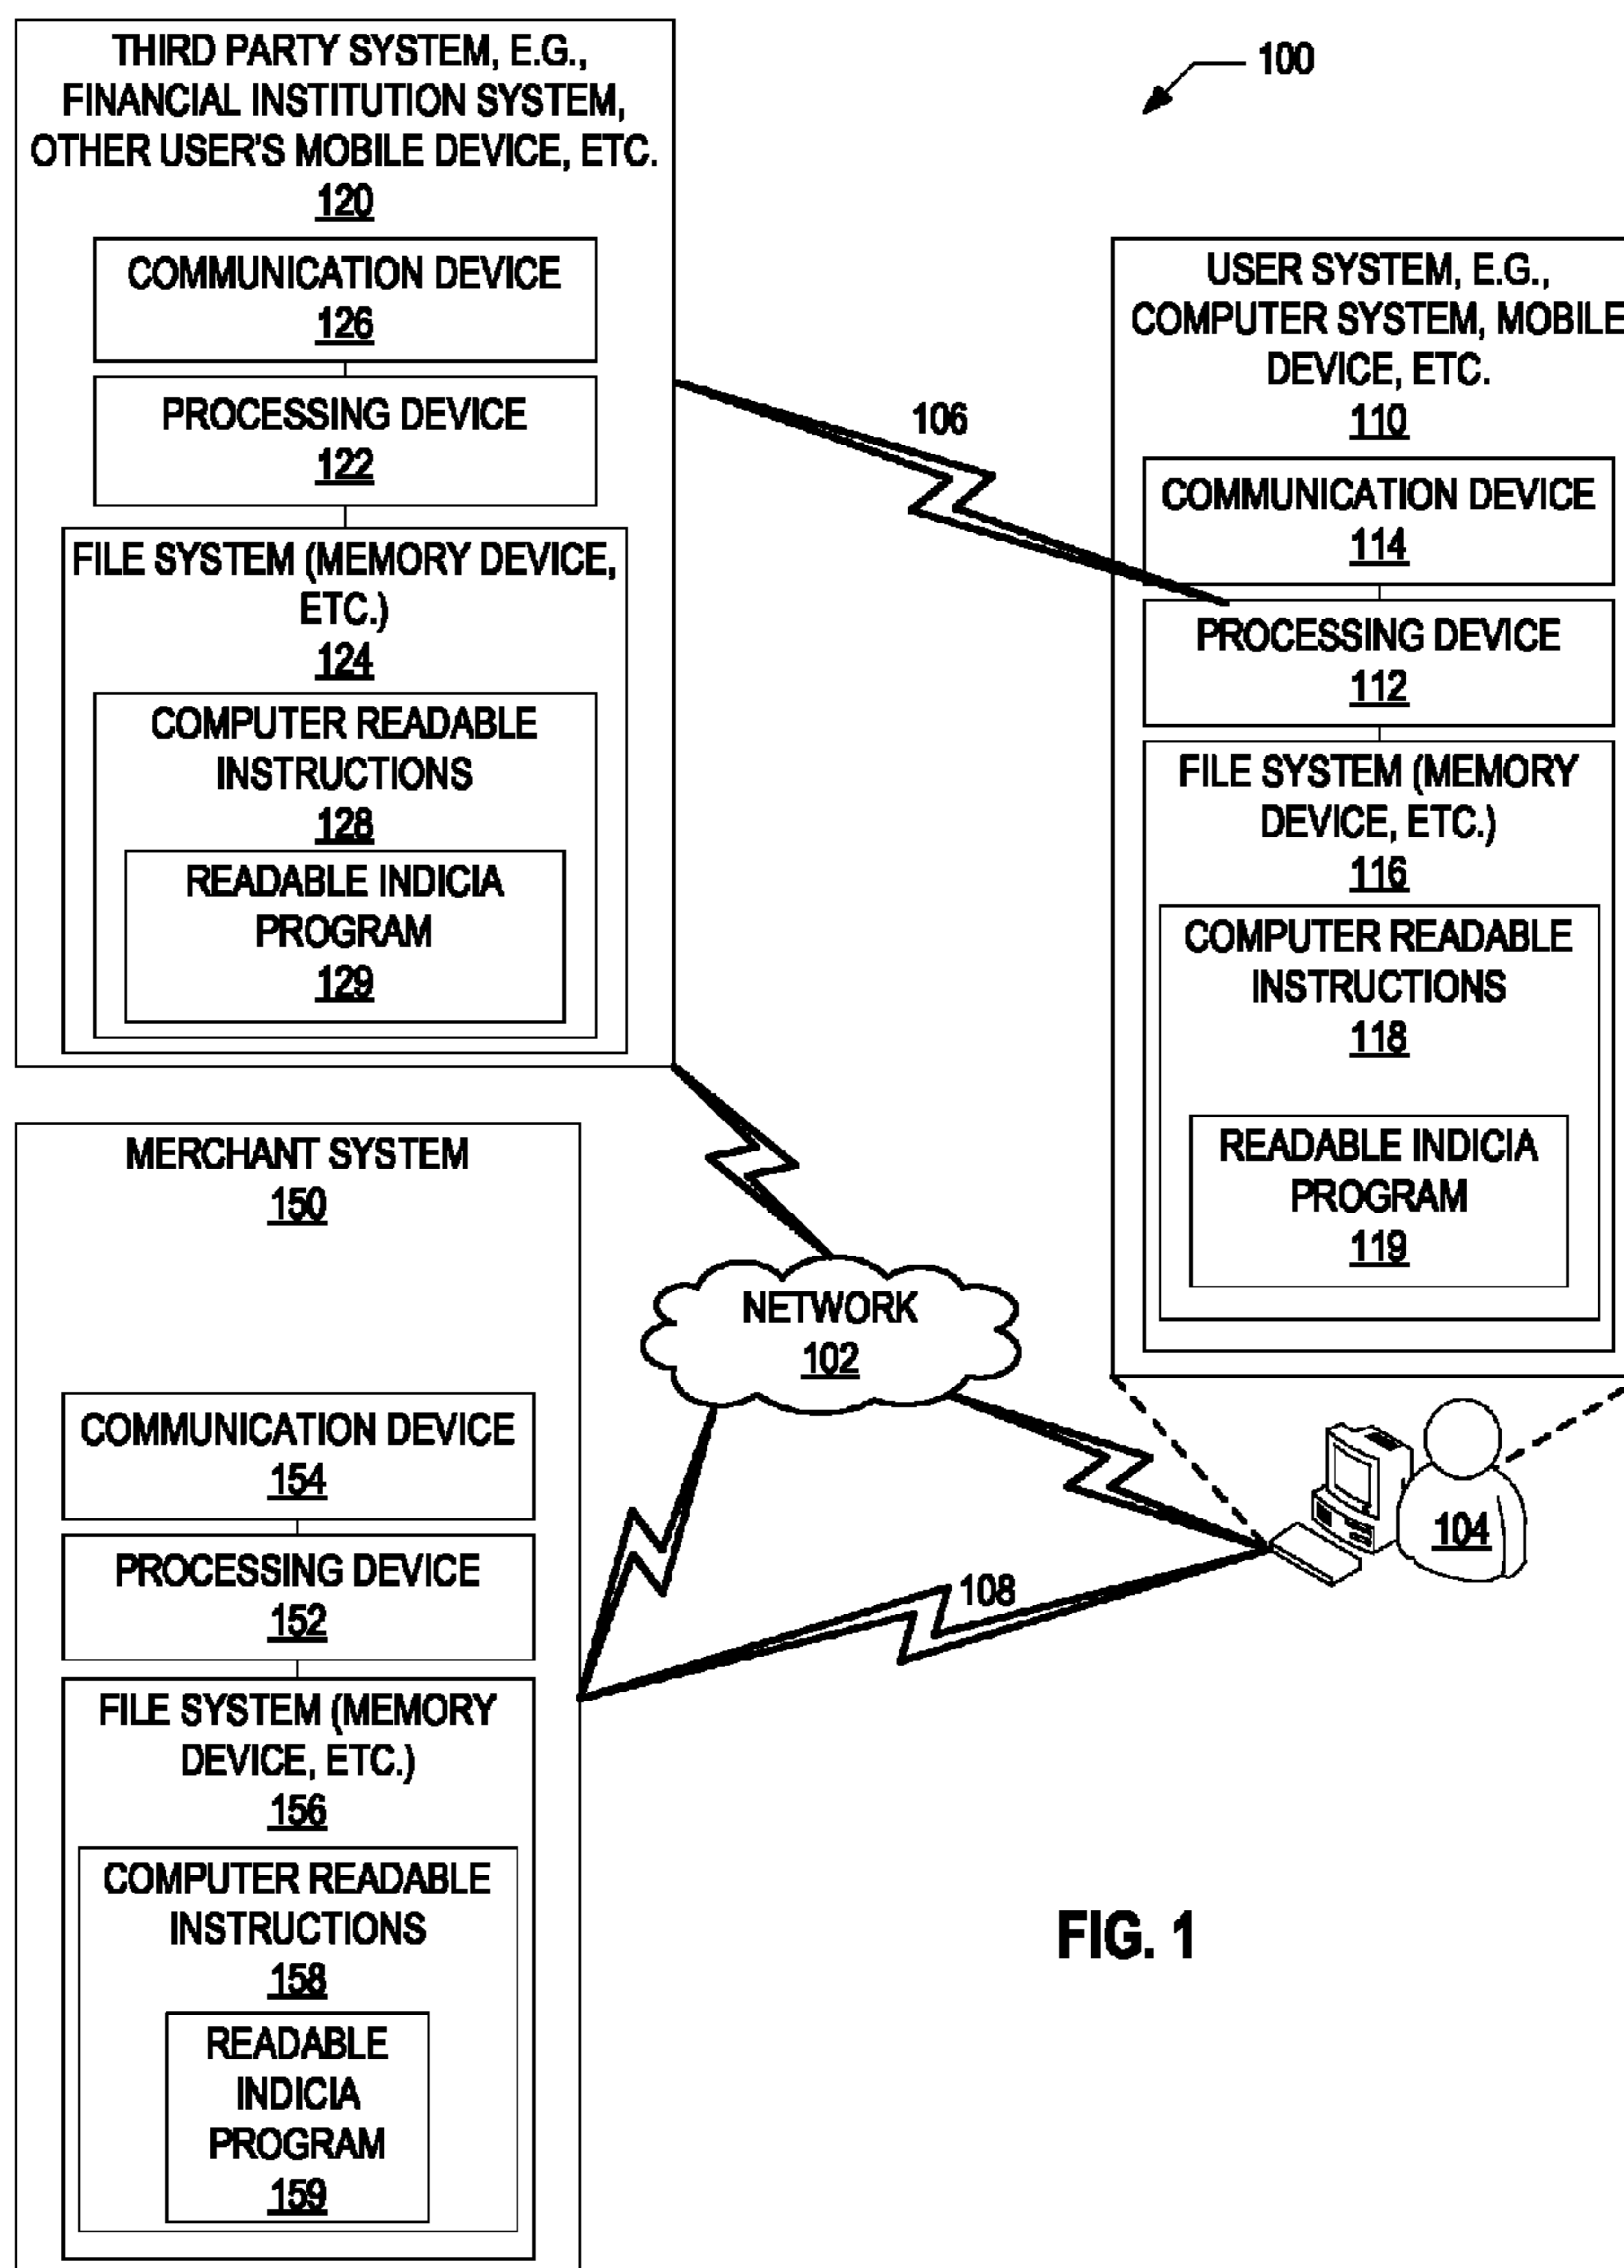 THIRD PARTY SYSTEM, E.G.,
FINANCIAL INSTITUTION SYSTEM,
OTHER USER'S MOBILE DEVICE, ETC.
120
COMMUNICATION DEVICE
126
PROCESSING DEVICE
122
FILE SYSTEM (MEMORY DEVICE,
ETC.)
124
COMPUTER READABLE
INSTRUCTIONS
128
READABLE INDICIA
PROGRAM
129
100
106
USER SYSTEM, E.G.,
COMPUTER SYSTEM, MOBILE
DEVICE, ETC.
110
COMMUNICATION DEVICE
114
PROCESSING DEVICE
112
FILE SYSTEM (MEMORY
DEVICE, ETC.)
116
COMPUTER READABLE
INSTRUCTIONS
118
READABLE INDICIA
PROGRAM
119
MERCHANT SYSTEM
150
COMMUNICATION DEVICE
154
PROCESSING DEVICE
152
FILE SYSTEM (MEMORY
DEVICE, ETC.)
156
COMPUTER READABLE
INSTRUCTIONS
158
READABLE
INDICIA
PROGRAM
159
NETWORK
102
104
108
FIG. 1